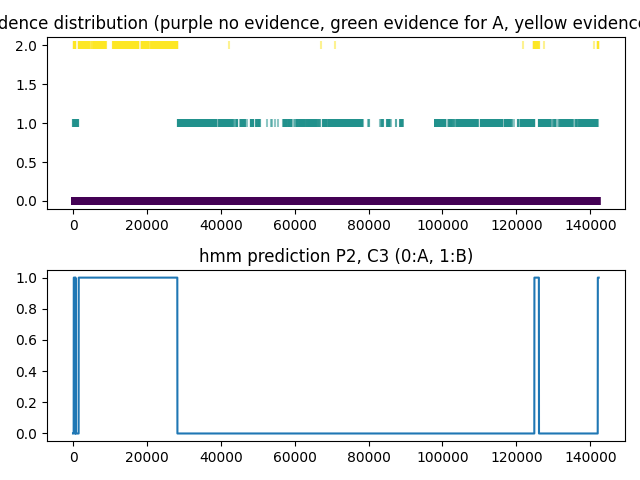 dence distribution (purple no evidence, green evidence for A, yellow evidence
2.0
1.5
1.0
0.5
0.0
0 20000 40000 60000 80000 100000 120000 140000
hmm prediction P2, C3 (0:A, 1:B)
1.0
0.8
0.6
0.4
0.2
0.0
0 20000 40000 60000 80000 100000 120000 140000